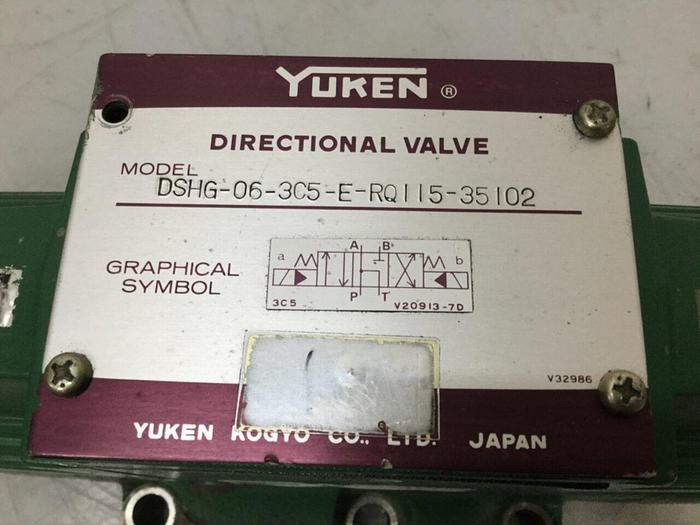 YUKEN ®
DIRECTIONAL VALVE
MODEL
DSHG-06-3C5-E-RQ115-35102
GRAPHICAL
SYMBOL
A B
a b
P T
3C5 V20913-7D
V32986
YUKEN KOGYO CO., LTD. JAPAN